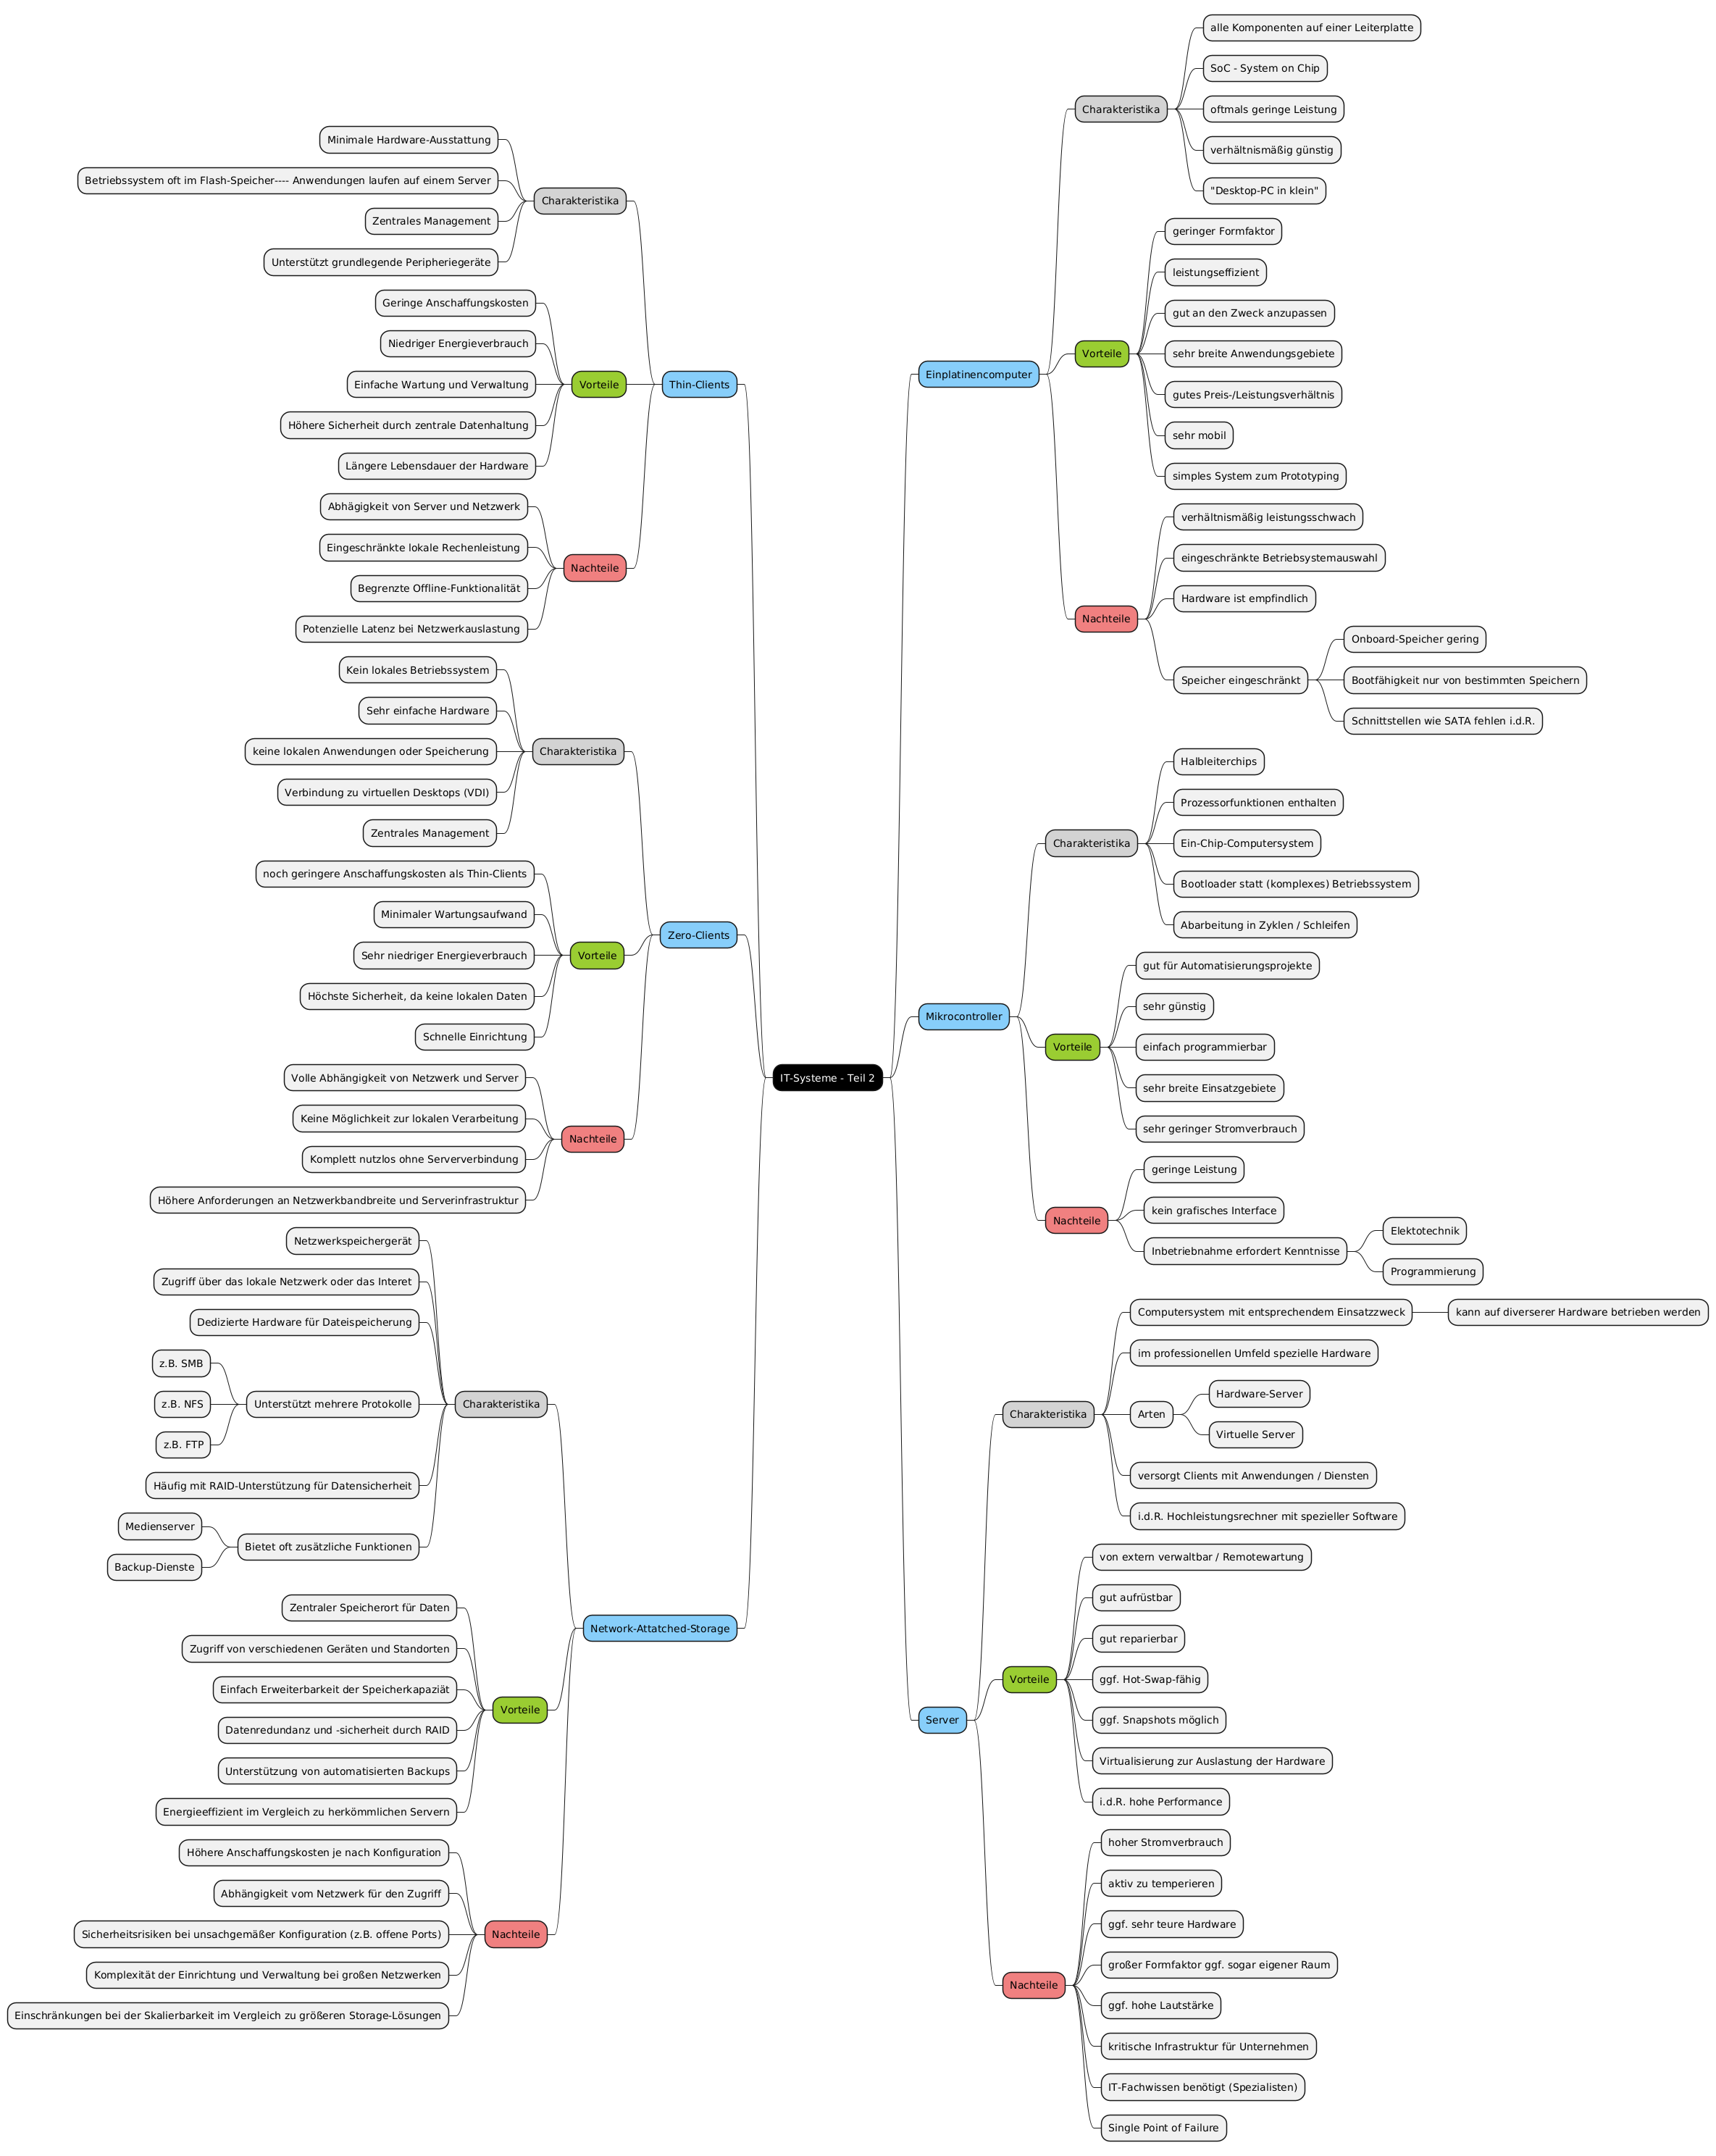 IT-Systeme - Teil 2
Einplatinencomputer
Charakteristika
alle Komponenten auf einer Leiterplatte
SoC - System on Chip
oftmals geringe Leistung
verhältnismäßig günstig
"Desktop-PC in klein"
Vorteile
geringer Formfaktor
leistungseffizient
gut an den Zweck anzupassen
sehr breite Anwendungsgebiete
gutes Preis-/Leistungsverhältnis
sehr mobil
simples System zum Prototyping
Nachteile
verhältnismäßig leistungsschwach
eingeschränkte Betriebsystemauswahl
Hardware ist empfindlich
Speicher eingeschränkt
Onboard-Speicher gering
Bootfähigkeit nur von bestimmten Speichern
Schnittstellen wie SATA fehlen i.d.R.
Mikrocontroller
Charakteristika
Halbleiterchips
Prozessorfunktionen enthalten
Ein-Chip-Computersystem
Bootloader statt (komplexes) Betriebssystem
Abarbeitung in Zyklen / Schleifen
Vorteile
gut für Automatisierungsprojekte
sehr günstig
einfach programmierbar
sehr breite Einsatzgebiete
sehr geringer Stromverbrauch
Nachteile
geringe Leistung
kein grafisches Interface
Inbetriebnahme erfordert Kenntnisse
Elektotechnik
Programmierung
Server
Charakteristika
Computersystem mit entsprechendem Einsatzzweck
kann auf diverserer Hardware betrieben werden
im professionellen Umfeld spezielle Hardware
Arten
Hardware-Server
Virtuelle Server
versorgt Clients mit Anwendungen / Diensten
i.d.R. Hochleistungsrechner mit spezieller Software
Vorteile
von extern verwaltbar / Remotewartung
gut aufrüstbar
gut reparierbar
ggf. Hot-Swap-fähig
ggf. Snapshots möglich
Virtualisierung zur Auslastung der Hardware
i.d.R. hohe Performance
Nachteile
hoher Stromverbrauch
aktiv zu temperieren
ggf. sehr teure Hardware
großer Formfaktor ggf. sogar eigener Raum
ggf. hohe Lautstärke
kritische Infrastruktur für Unternehmen
IT-Fachwissen benötigt (Spezialisten)
Single Point of Failure
Thin-Clients
Charakteristika
Minimale Hardware-Ausstattung
Betriebssystem oft im Flash-Speicher---- Anwendungen laufen auf einem Server
Zentrales Management
Unterstützt grundlegende Peripheriegeräte
Vorteile
Geringe Anschaffungskosten
Niedriger Energieverbrauch
Einfache Wartung und Verwaltung
Höhere Sicherheit durch zentrale Datenhaltung
Längere Lebensdauer der Hardware
Nachteile
Abhägigkeit von Server und Netzwerk
Eingeschränkte lokale Rechenleistung
Begrenzte Offline-Funktionalität
Potenzielle Latenz bei Netzwerkauslastung
Zero-Clients
Charakteristika
Kein lokales Betriebssystem
Sehr einfache Hardware
keine lokalen Anwendungen oder Speicherung
Verbindung zu virtuellen Desktops (VDI)
Zentrales Management
Vorteile
noch geringere Anschaffungskosten als Thin-Clients
Minimaler Wartungsaufwand
Sehr niedriger Energieverbrauch
Höchste Sicherheit, da keine lokalen Daten
Schnelle Einrichtung
Nachteile
Volle Abhängigkeit von Netzwerk und Server
Keine Möglichkeit zur lokalen Verarbeitung
Komplett nutzlos ohne Serververbindung
Höhere Anforderungen an Netzwerkbandbreite und Serverinfrastruktur
Network-Attatched-Storage
Charakteristika
Netzwerkspeichergerät
Zugriff über das lokale Netzwerk oder das Interet
Dedizierte Hardware für Dateispeicherung
Unterstützt mehrere Protokolle
z.B. SMB
z.B. NFS
z.B. FTP
Häufig mit RAID-Unterstützung für Datensicherheit
Bietet oft zusätzliche Funktionen
Medienserver
Backup-Dienste
Vorteile
Zentraler Speicherort für Daten
Zugriff von verschiedenen Geräten und Standorten
Einfach Erweiterbarkeit der Speicherkapaziät
Datenredundanz und -sicherheit durch RAID
Unterstützung von automatisierten Backups
Energieeffizient im Vergleich zu herkömmlichen Servern
Nachteile
Höhere Anschaffungskosten je nach Konfiguration
Abhängigkeit vom Netzwerk für den Zugriff
Sicherheitsrisiken bei unsachgemäßer Konfiguration (z.B. offene Ports)
Komplexität der Einrichtung und Verwaltung bei großen Netzwerken
Einschränkungen bei der Skalierbarkeit im Vergleich zu größeren Storage-Lösungen